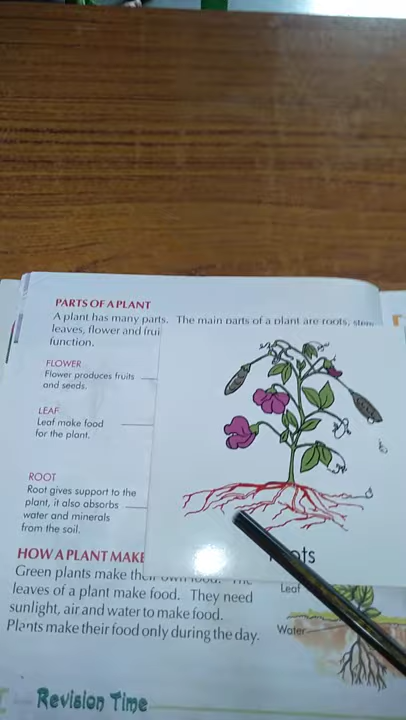 PARTS OF A PLANT
A plant has many parts. The main parts of a plant are roots, stem,
leaves, flower and frui
function.
FLOWER
Flower produces fruits
and seeds.
LEAF
Leaf make food
for the plant.
ROOT
Root gives support to the
plant, it also absorbs
water and minerals
from the soil.
HOW A PLANT MAKE
Green plants make their own food. The
leaves of a plant make food. They need
sunlight, air and water to make food.
Plants make their food only during the day.
Leaf
Water
Revision Time